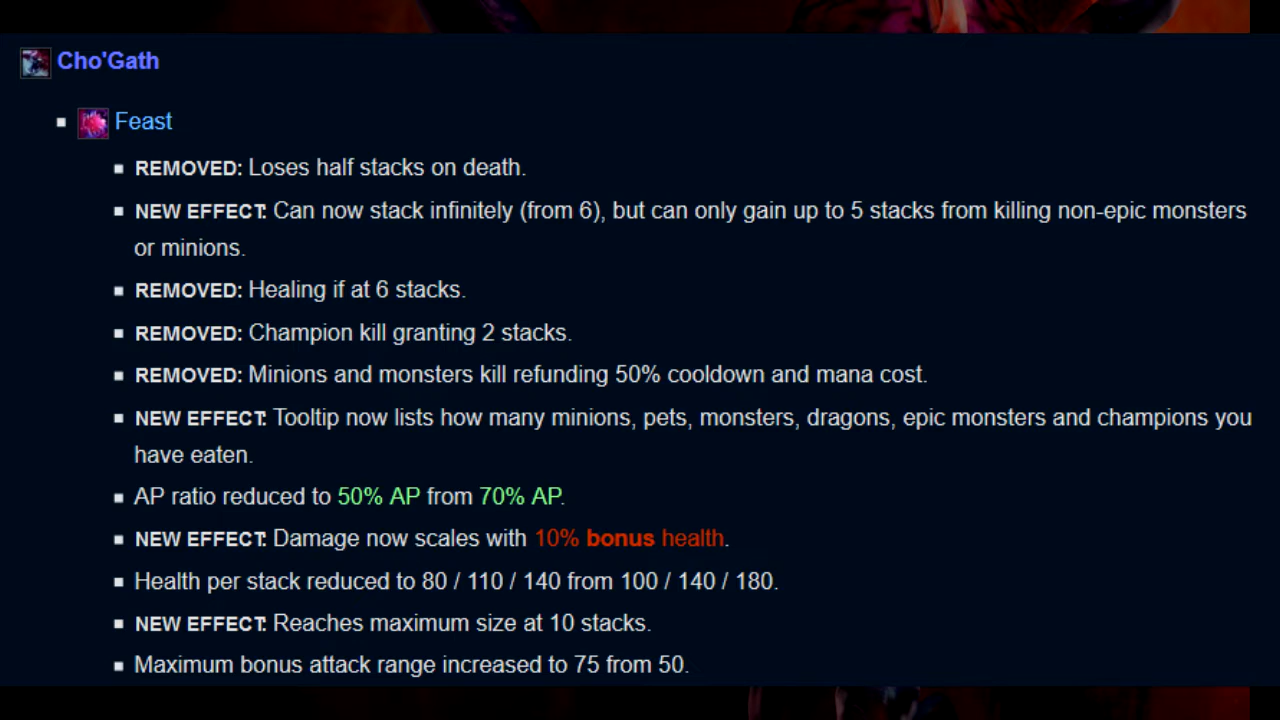 Cho'Gath
Feast
REMOVED: Loses half stacks on death.
NEW EFFECT: Can now stack infinitely (from 6), but can only gain up to 5 stacks from killing non-epic monsters
or minions.
REMOVED: Healing if at 6 stacks.
REMOVED: Champion kill granting 2 stacks.
REMOVED: Minions and monsters kill refunding 50% cooldown and mana cost.
NEW EFFECT: Tooltip now lists how many minions, pets, monsters, dragons, epic monsters and champions you
have eaten.
AP ratio reduced to 50% AP from 70% AP.
NEW EFFECT: Damage now scales with 10% bonus health.
Health per stack reduced to 80 / 110 / 140 from 100 / 140 / 180.
NEW EFFECT: Reaches maximum size at 10 stacks.
Maximum bonus attack range increased to 75 from 50.